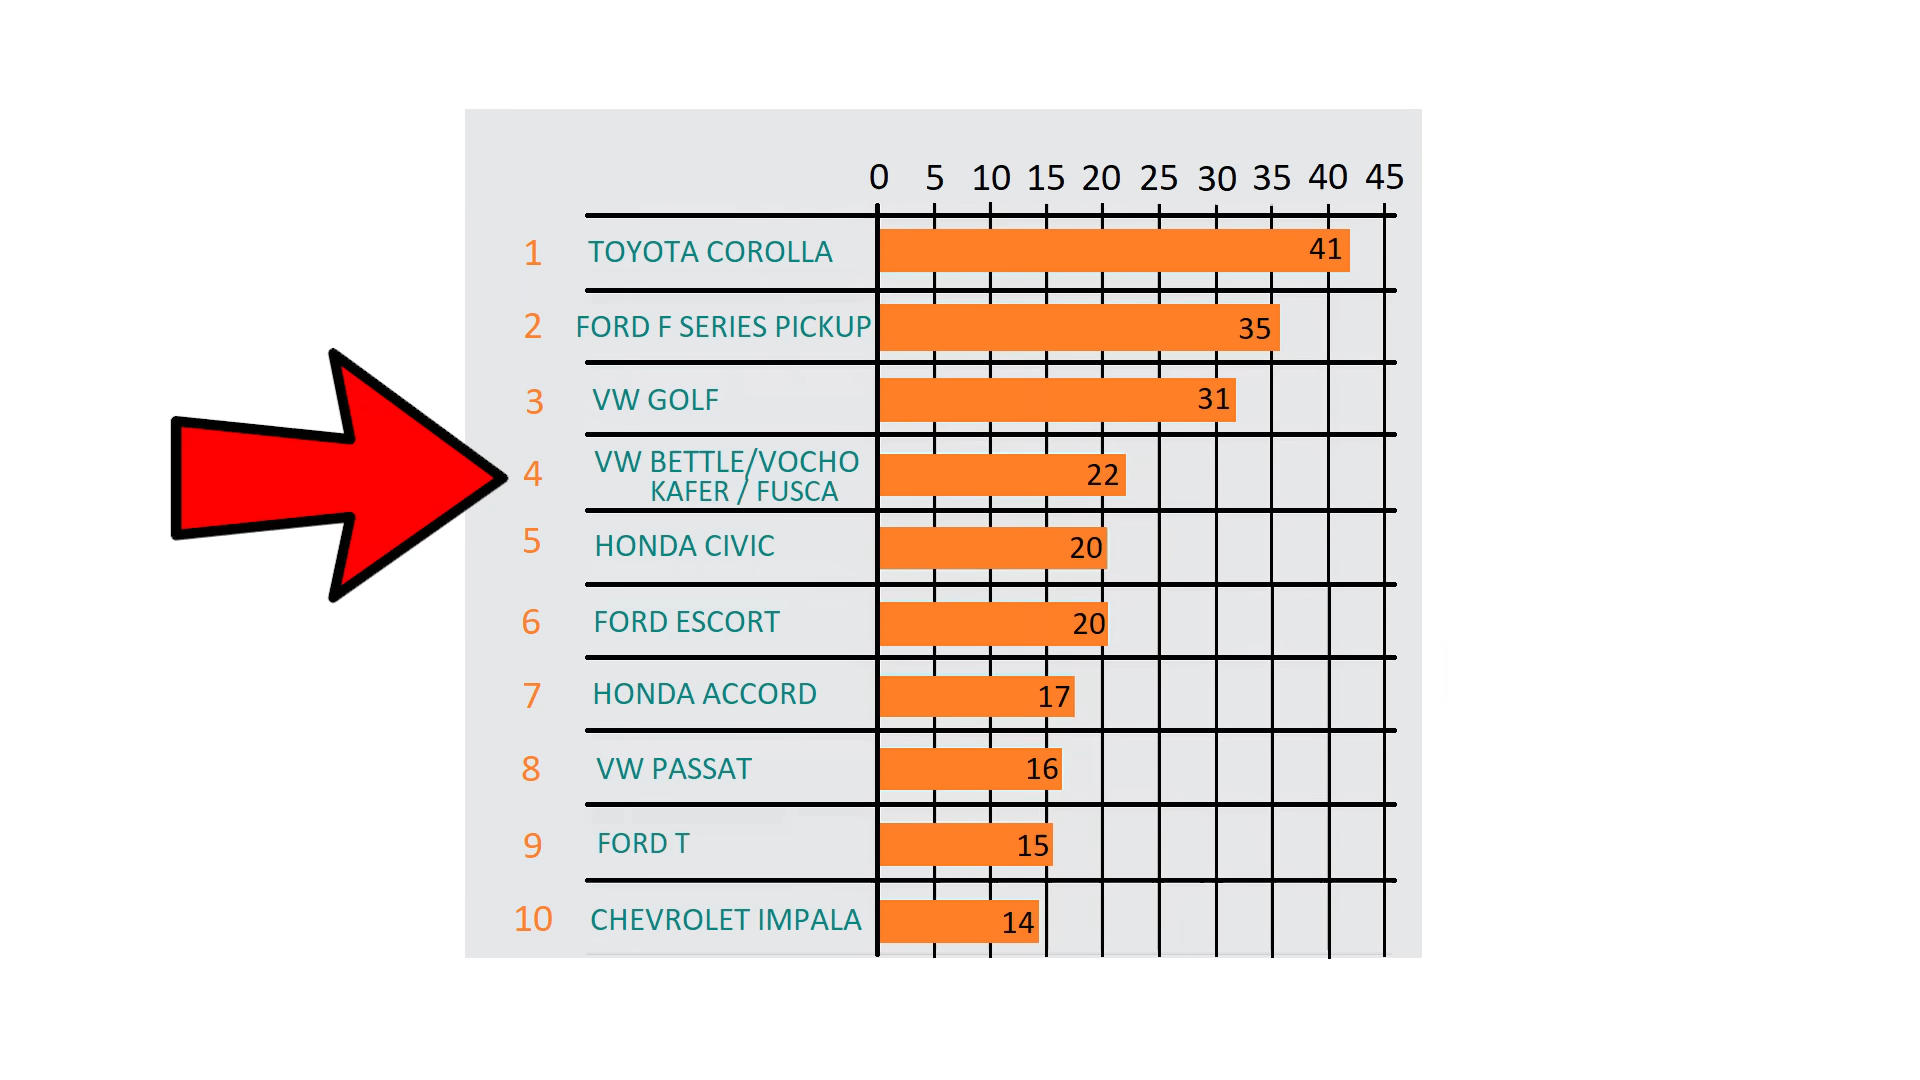 0 5 10 15 20 25 30 35 40 45
1 TOYOTA COROLLA 41
2 FORD F SERIES PICKUP 35
3 VW GOLF 31
4 VW BETTLE/VOCHO 22
KAFER / FUSCA
5 HONDA CIVIC 20
6 FORD ESCORT 20
7 HONDA ACCORD 17
8 VW PASSAT 16
9 FORD T 15
10 CHEVROLET IMPALA 14